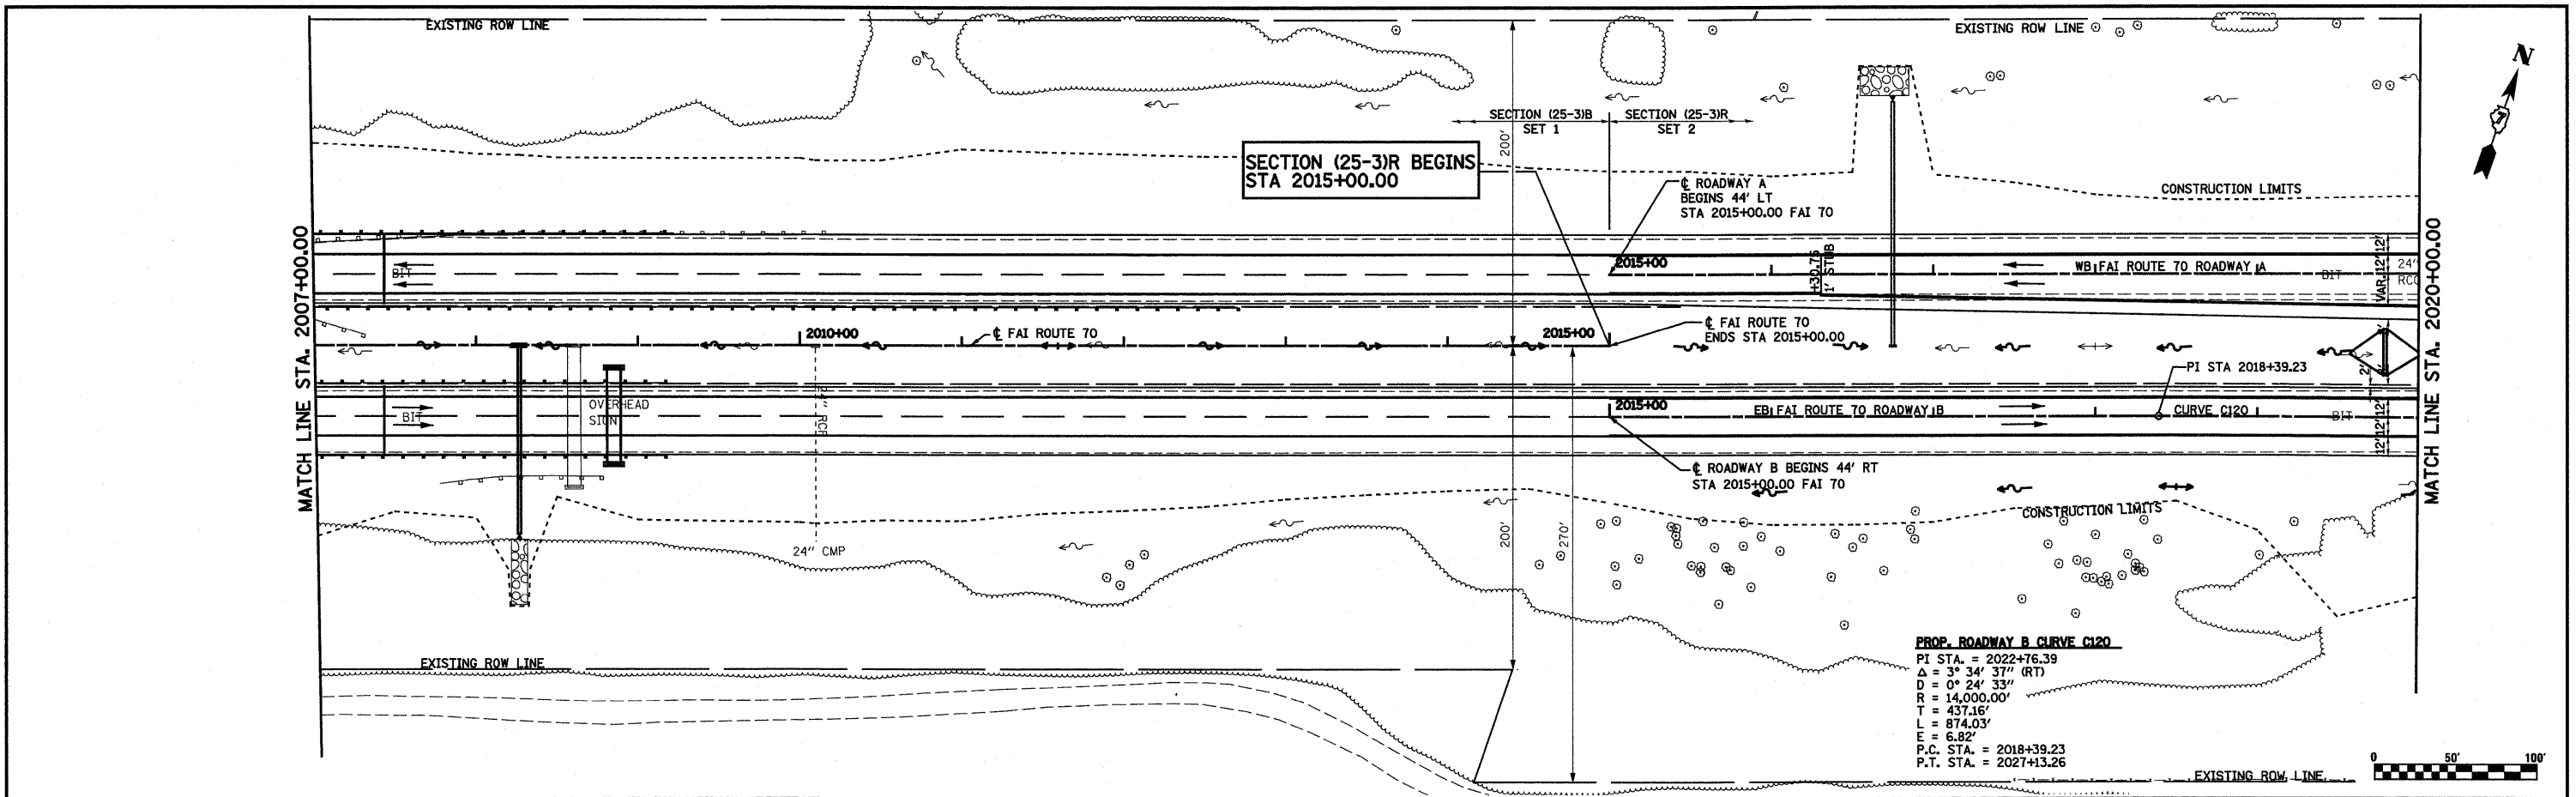 EXISTING ROW LINE
EXISTING ROW LINE
N
7
SECTION (25-3)B
SET 1
SECTION (25-3)R
SET 2
200'
SECTION (25-3)R BEGINS
STA 2015+00.00
℄ ROADWAY A
BEGINS 44' LT
STA 2015+00.00 FAI 70
CONSTRUCTION LIMITS
MATCH LINE STA. 2007+00.00
MATCH LINE STA. 2020+00.00
BIT
2015+00
+30.75
1' STUB
WB FAI ROUTE 70 ROADWAY A
BIT
VAR. 12' 12'
24"
2010+00
℄ FAI ROUTE 70
2015+00
℄ FAI ROUTE 70
ENDS STA 2015+00.00
PI STA 2018+39.23
2'
OVERHEAD
SIGN
BIT
24" RCP
2015+00
EB FAI ROUTE 70 ROADWAY B
CURVE C120
BIT
12' 12' 12'
℄ ROADWAY B BEGINS 44' RT
STA 2015+00.00 FAI 70
CONSTRUCTION LIMITS
24" CMP
200'
270'
EXISTING ROW LINE
PROP. ROADWAY B CURVE C120
PI STA. = 2022+76.39
Δ = 3° 34' 37" (RT)
D = 0° 24' 33"
R = 14,000.00'
T = 437.16'
L = 874.03'
E = 6.82'
P.C. STA. = 2018+39.23
P.T. STA. = 2027+13.26
EXISTING ROW LINE
0 50' 100'